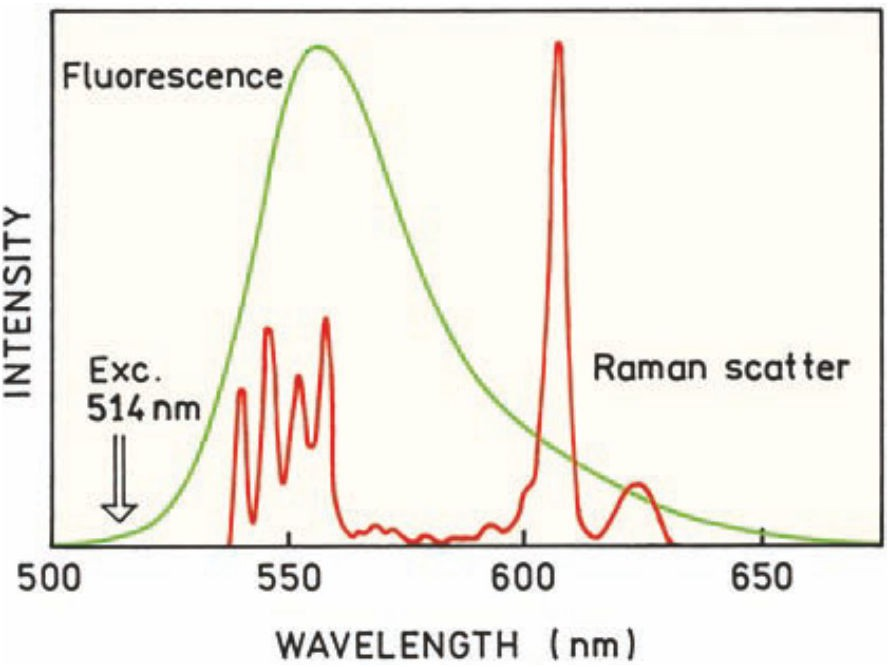 Fluorescence
INTENSITY
Exc.
514 nm
Raman scatter
500 550 600 650
WAVELENGTH (nm)